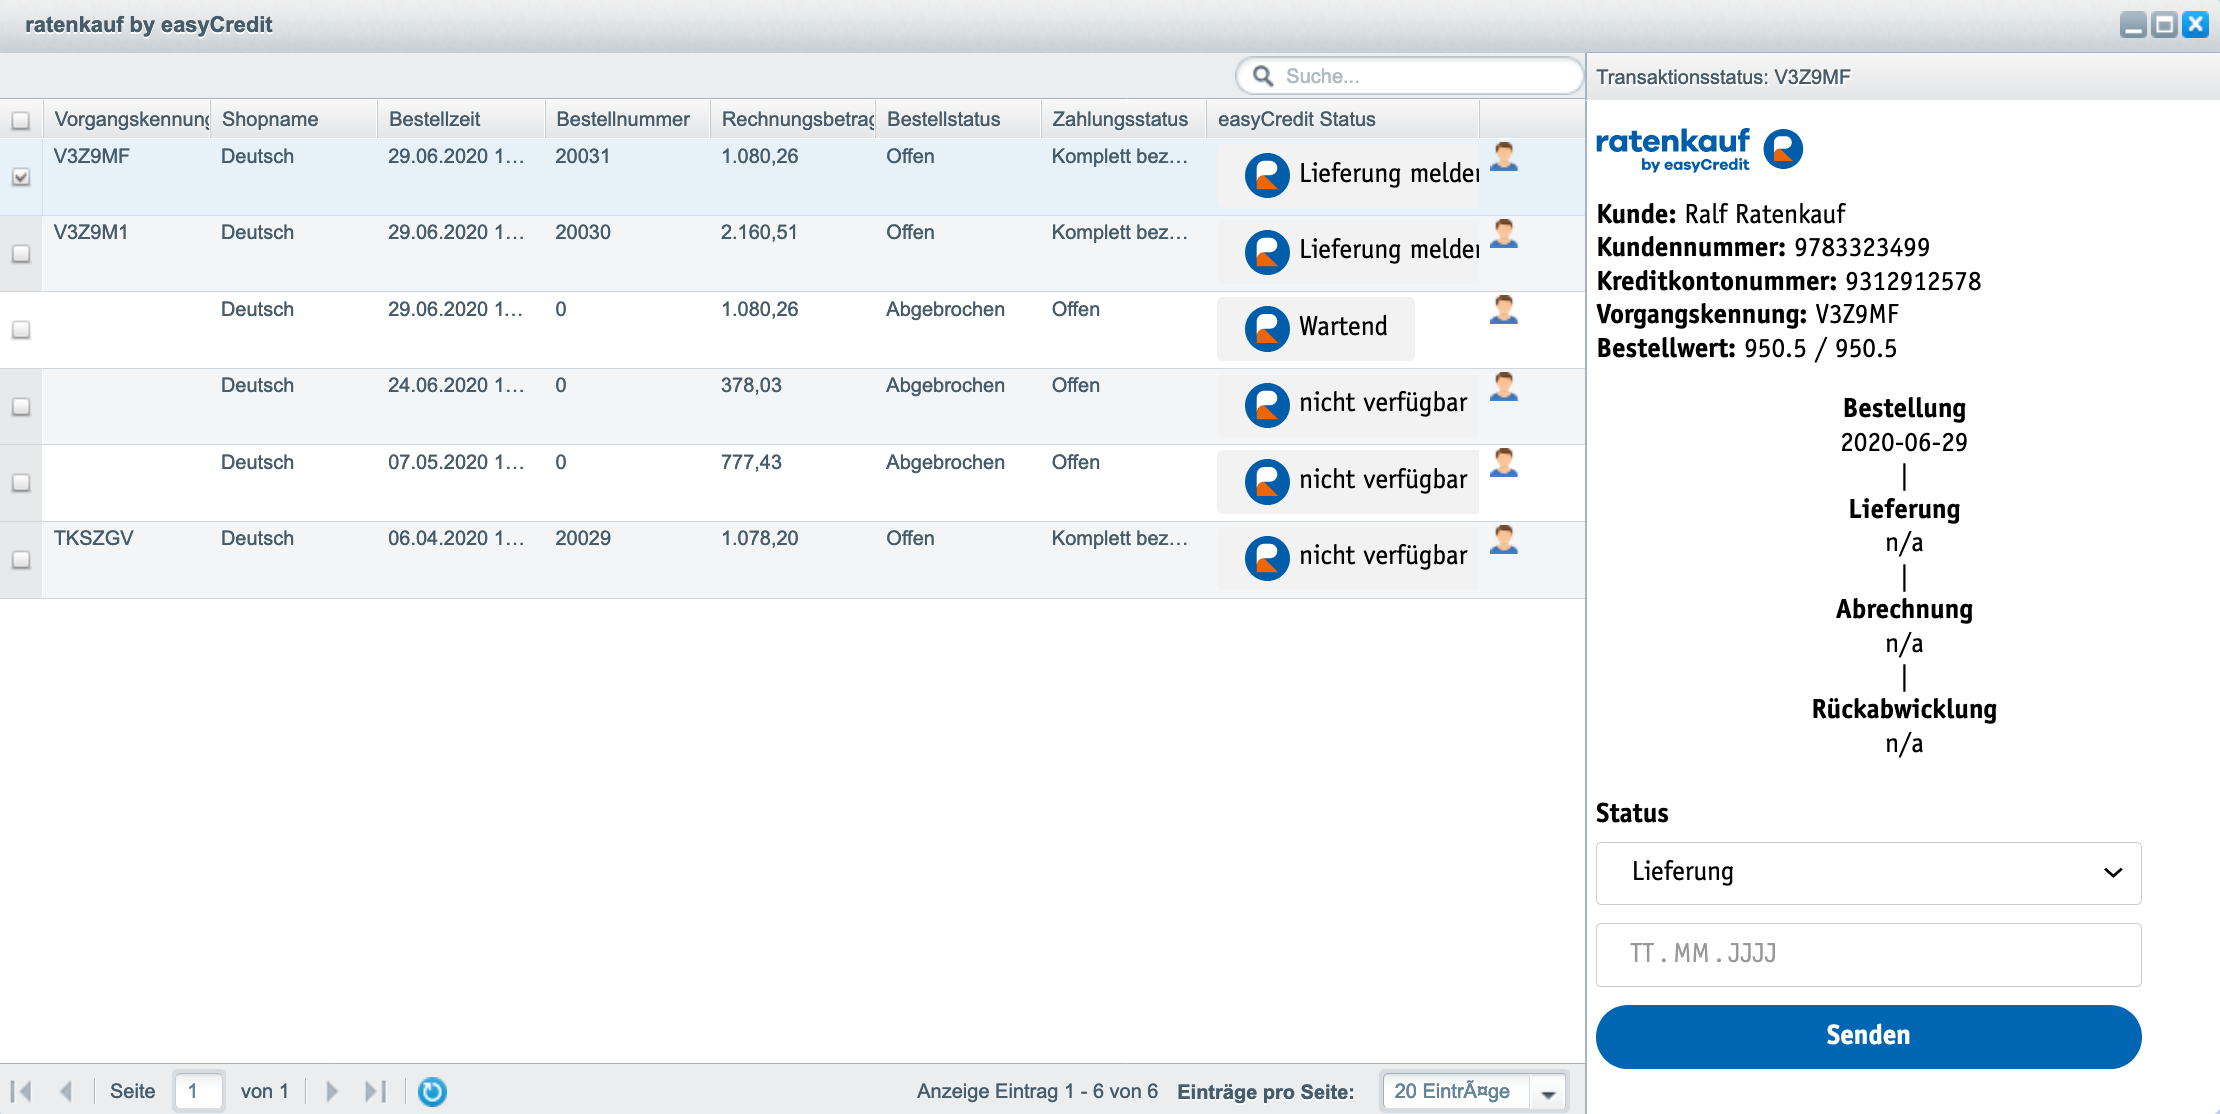 ratenkauf by easyCredit
Suche...
Transaktionsstatus: V3Z9MF
Vorgangskennung Shopname Bestellzeit Bestellnummer Rechnungsbetrag Bestellstatus Zahlungsstatus easyCredit Status
V3Z9MF Deutsch 29.06.2020 1... 20031 1.080,26 Offen Komplett bez... Lieferung melden
V3Z9M1 Deutsch 29.06.2020 1... 20030 2.160,51 Offen Komplett bez... Lieferung melden
Deutsch 29.06.2020 1... 0 1.080,26 Abgebrochen Offen Wartend
Deutsch 24.06.2020 1... 0 378,03 Abgebrochen Offen nicht verfügbar
Deutsch 07.05.2020 1... 0 777,43 Abgebrochen Offen nicht verfügbar
TKSZGV Deutsch 06.04.2020 1... 20029 1.078,20 Offen Komplett bez... nicht verfügbar
ratenkauf
by easyCredit
Kunde: Ralf Ratenkauf
Kundennummer: 9783323499
Kreditkontonummer: 9312912578
Vorgangskennung: V3Z9MF
Bestellwert: 950.5 / 950.5
Bestellung
2020-06-29
|
Lieferung
n/a
|
Abrechnung
n/a
|
Rückabwicklung
n/a
Status
Lieferung
TT.MM.JJJJ
Senden
Seite 1 von 1 Anzeige Eintrag 1 - 6 von 6 Einträge pro Seite: 20 EintrÃ¤ge